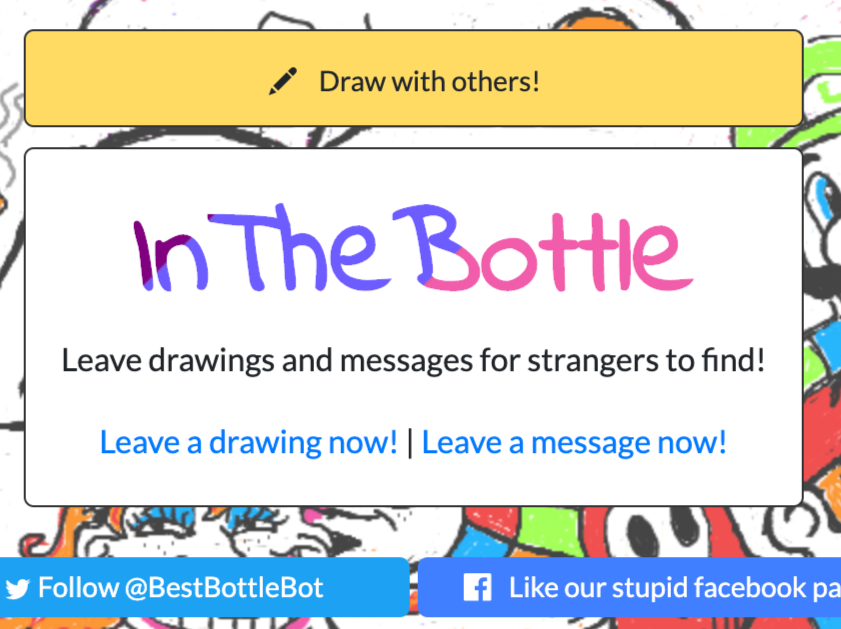 Draw with others!
In The Bottle
Leave drawings and messages for strangers to find!
Leave a drawing now! | Leave a message now!
Follow @BestBottleBot
Like our stupid facebook pa